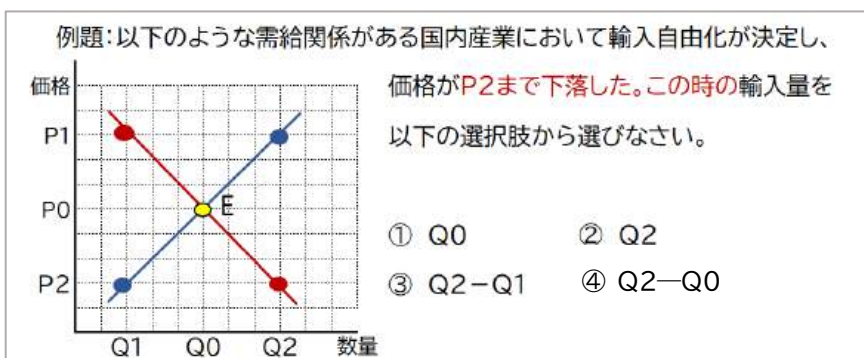 例題：以下のような需給関係がある国内産業において輸入自由化が決定し、
価格がP2まで下落した。この時の輸入量を
以下の選択肢から選びなさい。
① Q0 ② Q2
③ Q2－Q1 ④ Q2―Q0
価格
P1
P0
P2
E
Q1 Q0 Q2 数量